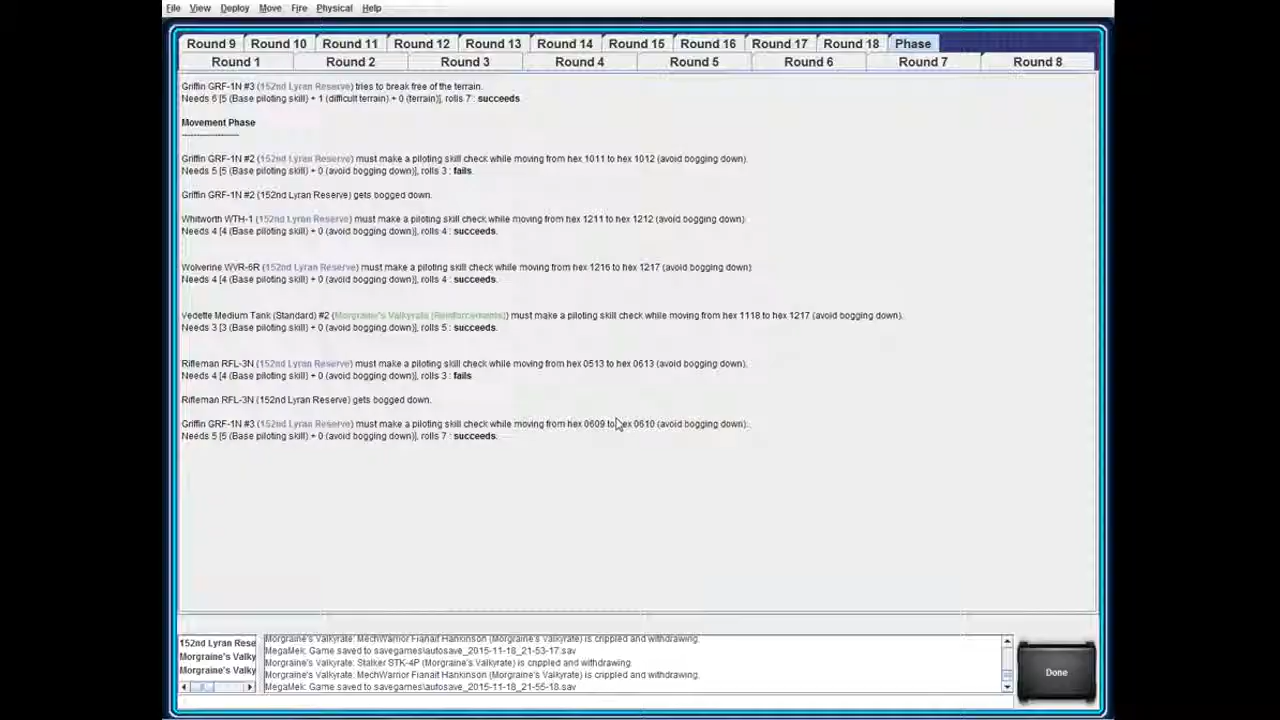 File View Deploy Move Fire Physical Help
Round 9 Round 10 Round 11 Round 12 Round 13 Round 14 Round 15 Round 16 Round 17 Round 18 Phase
Round 1 Round 2 Round 3 Round 4 Round 5 Round 6 Round 7 Round 8
Griffin GRF-1N #3 (152nd Lyran Reserve) tries to break free of the terrain.
Needs 6 [5 (Base piloting skill) + 1 (difficult terrain) + 0 (terrain)], rolls 7 : succeeds.
Movement Phase
-------------------
Griffin GRF-1N #2 (152nd Lyran Reserve) must make a piloting skill check while moving from hex 1011 to hex 1012 (avoid bogging down).
Needs 5 [5 (Base piloting skill) + 0 (avoid bogging down)], rolls 3 : fails.
Griffin GRF-1N #2 (152nd Lyran Reserve) gets bogged down.
Whitworth WTH-1 (152nd Lyran Reserve) must make a piloting skill check while moving from hex 1211 to hex 1212 (avoid bogging down).
Needs 4 [4 (Base piloting skill) + 0 (avoid bogging down)], rolls 4 : succeeds.
Wolverine WVR-6R (152nd Lyran Reserve) must make a piloting skill check while moving from hex 1216 to hex 1217 (avoid bogging down)
Needs 4 [4 (Base piloting skill) + 0 (avoid bogging down)], rolls 4 : succeeds.
Vedette Medium Tank (Standard) #2 (Morgraine's Valkyrate (Reinforcements)) must make a piloting skill check while moving from hex 1118 to hex 1217 (avoid bogging down).
Needs 3 [3 (Base piloting skill) + 0 (avoid bogging down)], rolls 5 : succeeds.
Rifleman RFL-3N (152nd Lyran Reserve) must make a piloting skill check while moving from hex 0513 to hex 0613 (avoid bogging down).
Needs 4 [4 (Base piloting skill) + 0 (avoid bogging down)], rolls 3 : fails
Rifleman RFL-3N (152nd Lyran Reserve) gets bogged down.
Griffin GRF-1N #3 (152nd Lyran Reserve) must make a piloting skill check while moving from hex 0609 to hex 0610 (avoid bogging down).
Needs 5 [5 (Base piloting skill) + 0 (avoid bogging down)], rolls 7 : succeeds.
152nd Lyran Rese
Morgraine's Valky
Morgraine's Valky
Morgraine's Valkyrate: MechWarrior Fianait Hankinson (Morgraine's Valkyrate) is crippled and withdrawing.
MegaMek: Game saved to savegames\autosave_2015-11-18_21-53-17.sav
Morgraine's Valkyrate: Stalker STK-4P (Morgraine's Valkyrate) is crippled and withdrawing.
Morgraine's Valkyrate: MechWarrior Fianait Hankinson (Morgraine's Valkyrate) is crippled and withdrawing.
MegaMek: Game saved to savegames\autosave_2015-11-18_21-55-18.sav
Done